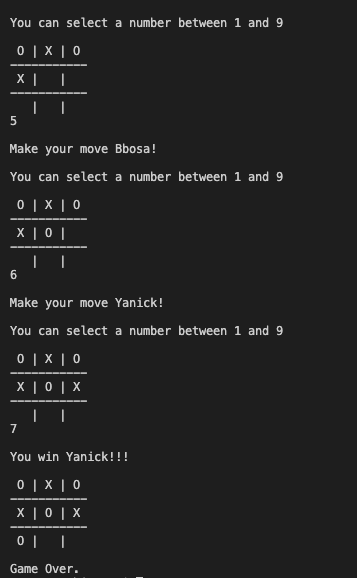 You can select a number between 1 and 9
O | X | O
-----------
X |   |
-----------
  |   |
5
Make your move Bbosa!
You can select a number between 1 and 9
O | X | O
-----------
X | O |
-----------
  |   |
6
Make your move Yanick!
You can select a number between 1 and 9
O | X | O
-----------
X | O | X
-----------
  |   |
7
You win Yanick!!!
O | X | O
-----------
X | O | X
-----------
O |   |
Game Over.